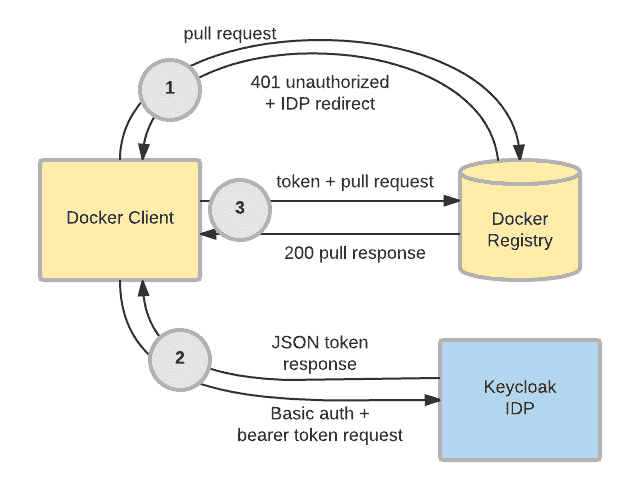 pull request
1
401 unauthorized
+ IDP redirect
Docker Client
3
token + pull request
Docker
Registry
200 pull response
2
JSON token
response
Keycloak
IDP
Basic auth +
bearer token request